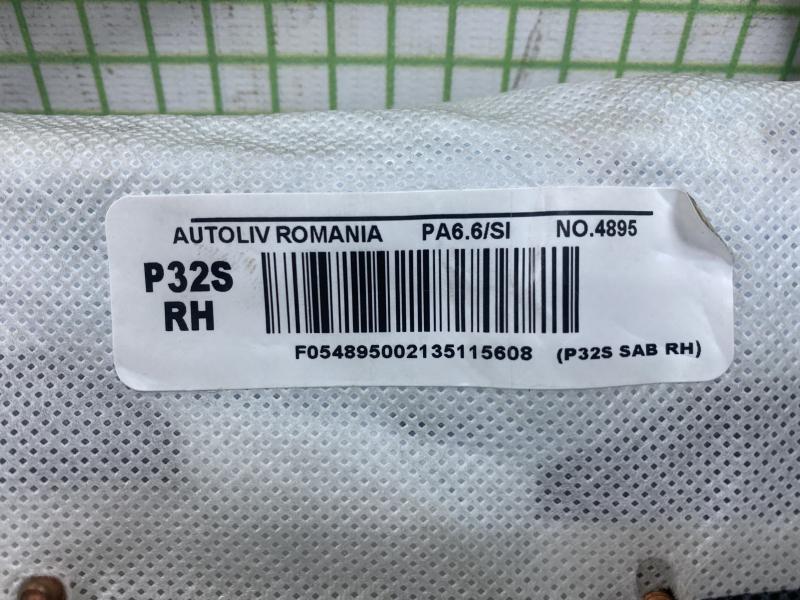 AUTOLIV ROMANIA PA6.6/SI NO.4895
P32S
RH
F054895002135115608 (P32S SAB RH)